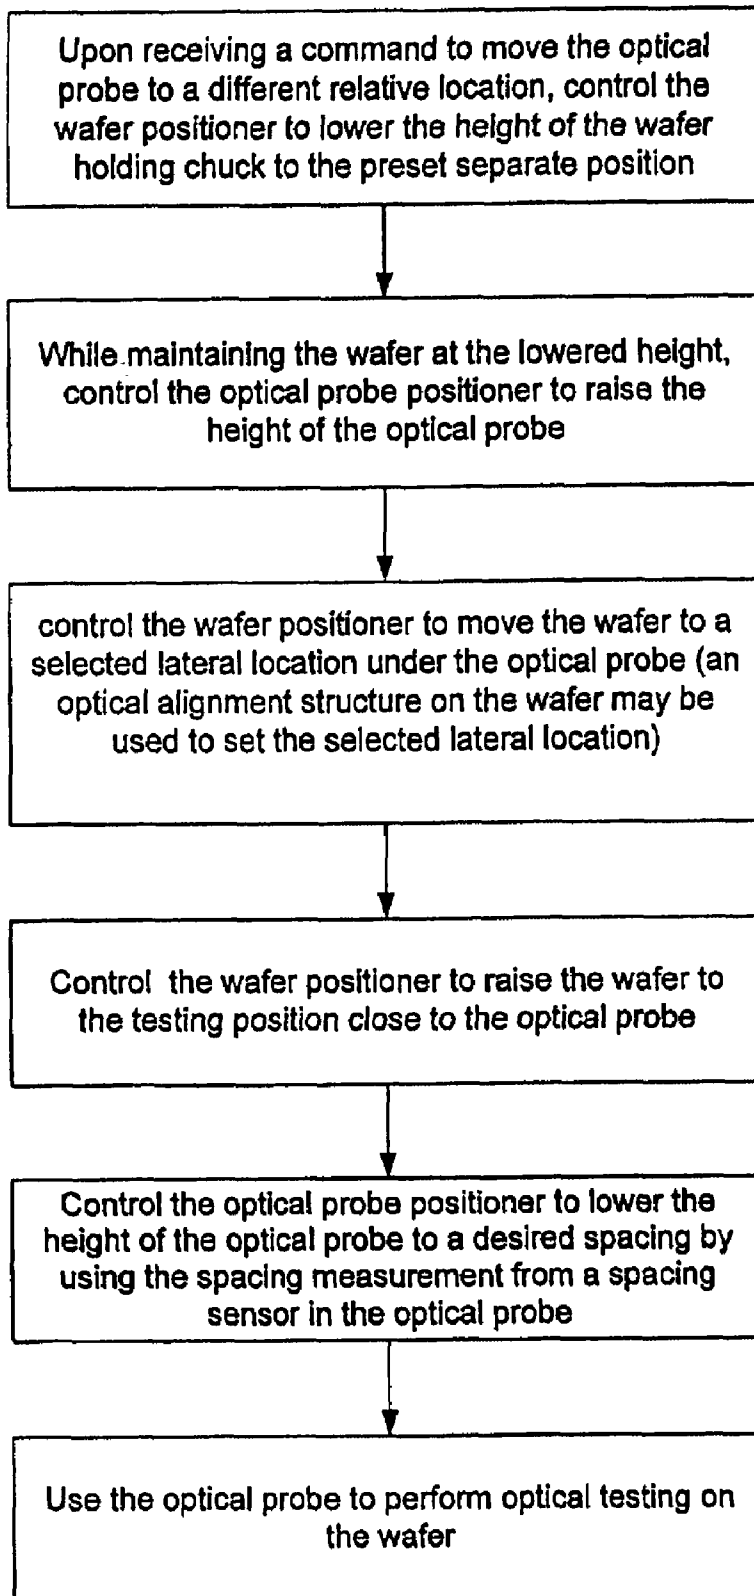 Upon receiving a command to move the optical
probe to a different relative location, control the
wafer positioner to lower the height of the wafer
holding chuck to the preset separate position
While maintaining the wafer at the lowered height,
control the optical probe positioner to raise the
height of the optical probe
control the wafer positioner to move the wafer to a
selected lateral location under the optical probe (an
optical alignment structure on the wafer may be
used to set the selected lateral location)
Control the wafer positioner to raise the wafer to
the testing position close to the optical probe
Control the optical probe positioner to lower the
height of the optical probe to a desired spacing by
using the spacing measurement from a spacing
sensor in the optical probe
Use the optical probe to perform optical testing on
the wafer